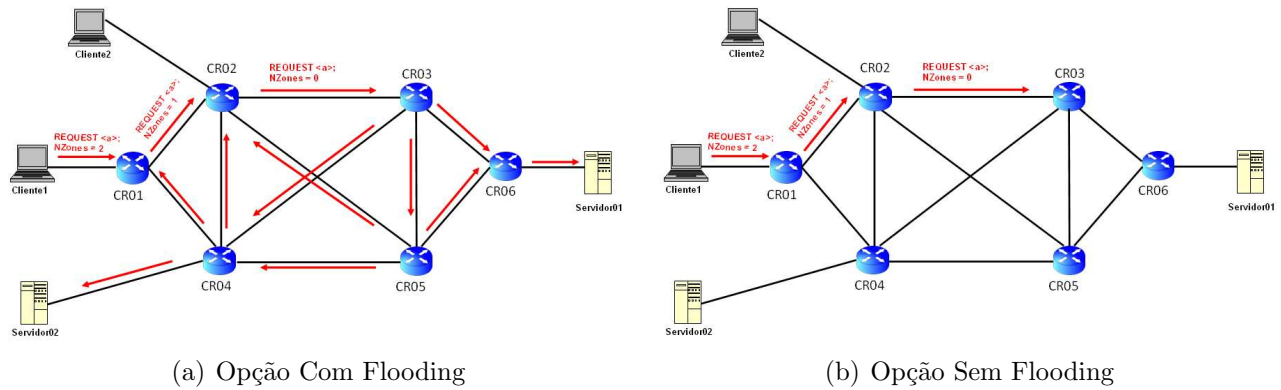 Cliente2
CR02
REQUEST <a>;
NZones = 0
CR03
REQUEST <a>;
NZones = 1
REQUEST <a>;
NZones = 2
Cliente1
CR01
CR06
Servidor01
CR04
CR05
Servidor02
(a) Opção Com Flooding
Cliente2
CR02
REQUEST <a>;
NZones = 0
CR03
REQUEST <a>;
NZones = 1
REQUEST <a>;
NZones = 2
Cliente1
CR01
CR06
Servidor01
CR04
CR05
Servidor02
(b) Opção Sem Flooding